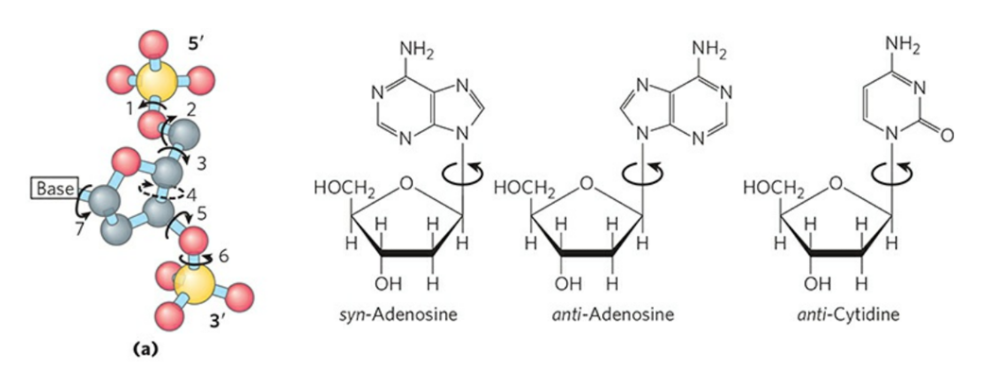 5′
1
2
3
4
Base
5
7
6
3′
(a)
NH2
N
N
N
N
HOCH2
O
H
H
H
H
OH
H
syn-Adenosine
NH2
N
N
N
N
HOCH2
O
H
H
H
H
OH
H
anti-Adenosine
NH2
N
N
O
HOCH2
O
H
H
H
H
OH
H
anti-Cytidine